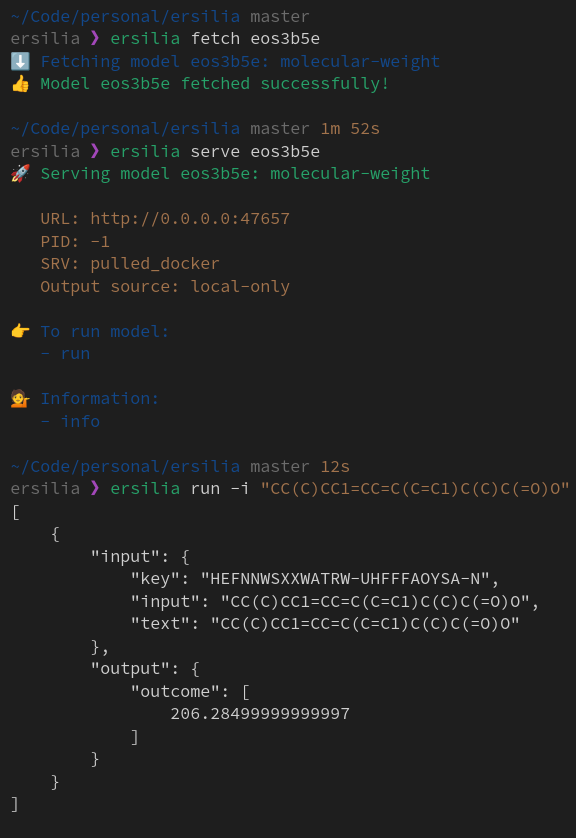 ~/Code/personal/ersilia master
ersilia ❯ ersilia fetch eos3b5e
⬇️ Fetching model eos3b5e: molecular-weight
👍 Model eos3b5e fetched successfully!
~/Code/personal/ersilia master 1m 52s
ersilia ❯ ersilia serve eos3b5e
🚀 Serving model eos3b5e: molecular-weight
URL: http://0.0.0.0:47657
PID: -1
SRV: pulled_docker
Output source: local-only
👉 To run model:
- run
💁 Information:
- info
~/Code/personal/ersilia master 12s
ersilia ❯ ersilia run -i "CC(C)CC1=CC=C(C=C1)C(C)C(=O)O"
[
{
"input": {
"key": "HEFNNWSXXWATRW-UHFFFAOYSA-N",
"input": "CC(C)CC1=CC=C(C=C1)C(C)C(=O)O",
"text": "CC(C)CC1=CC=C(C=C1)C(C)C(=O)O"
},
"output": {
"outcome": [
206.28499999999997
]
}
}
]